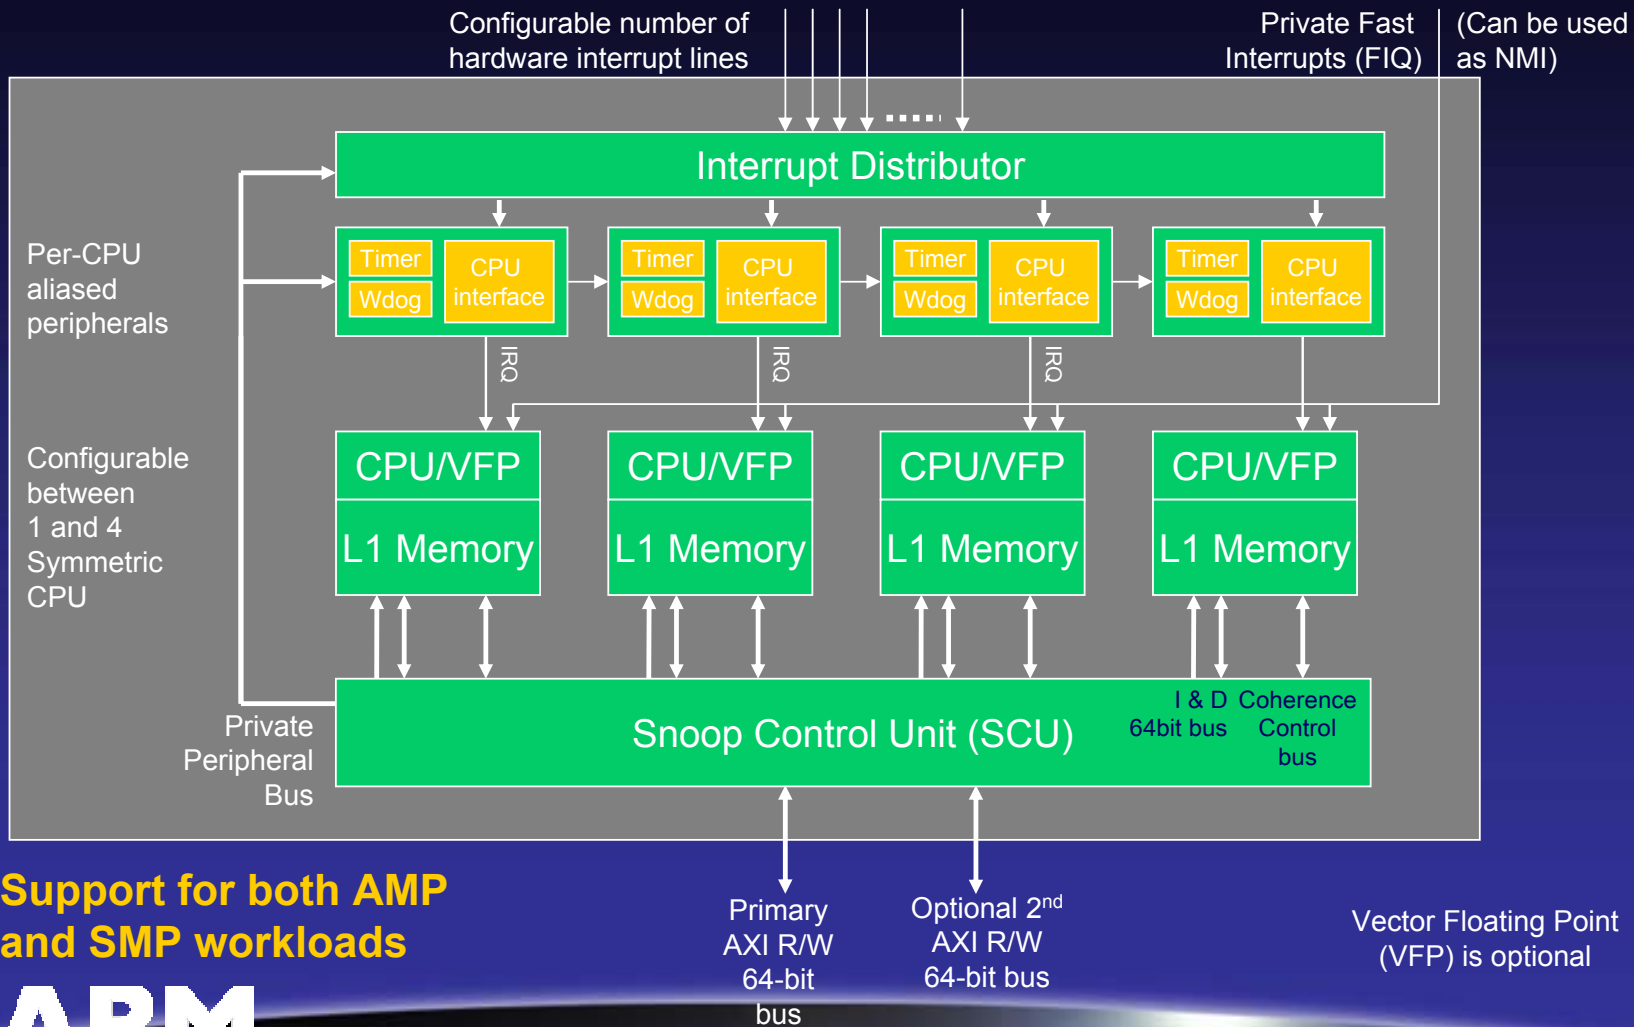 Configurable number of
hardware interrupt lines
Private Fast
Interrupts (FIQ)
(Can be used
as NMI)
Interrupt Distributor
Per-CPU
aliased
peripherals
Timer
Wdog
CPU
interface
Timer
Wdog
CPU
interface
Timer
Wdog
CPU
interface
Timer
Wdog
CPU
interface
IRQ
IRQ
IRQ
Configurable
between
1 and 4
Symmetric
CPU
CPU/VFP
L1 Memory
CPU/VFP
L1 Memory
CPU/VFP
L1 Memory
CPU/VFP
L1 Memory
Private
Peripheral
Bus
Snoop Control Unit (SCU)
I & D
64bit bus
Coherence
Control
bus
Support for both AMP
and SMP workloads
Primary
AXI R/W
64-bit
bus
Optional 2nd
AXI R/W
64-bit bus
Vector Floating Point
(VFP) is optional
ARM